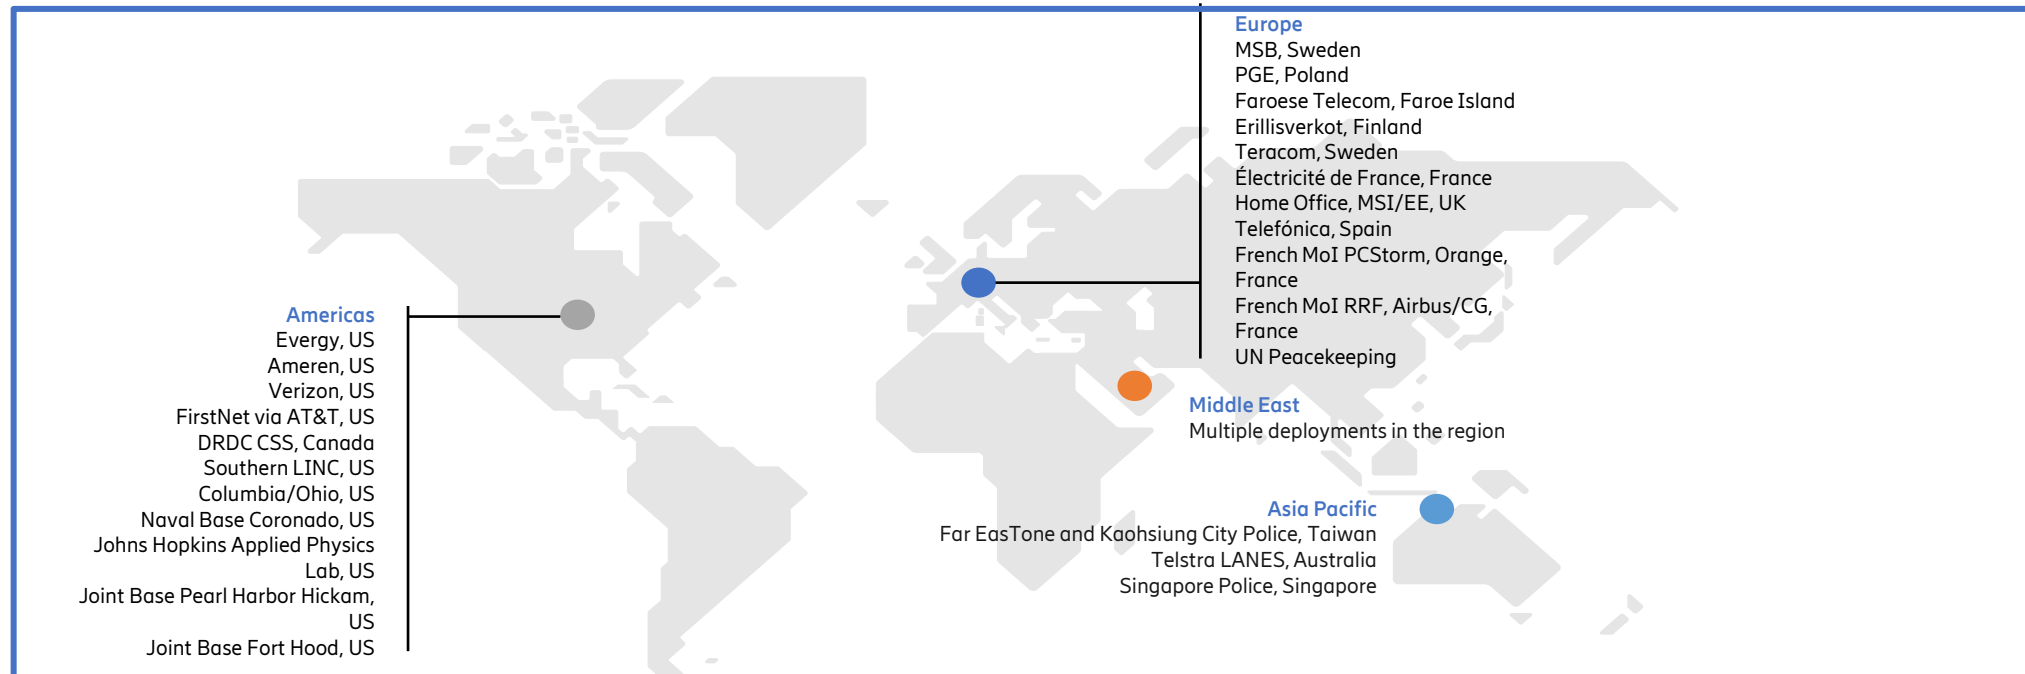 Europe
MSB, Sweden
PGE, Poland
Faroese Telecom, Faroe Island
Erillisverkot, Finland
Teracom, Sweden
Électricité de France, France
Home Office, MSI/EE, UK
Telefónica, Spain
French MoI PCStorm, Orange,
France
French MoI RRF, Airbus/CG,
France
UN Peacekeeping
Americas
Evergy, US
Ameren, US
Verizon, US
FirstNet via AT&T, US
DRDC CSS, Canada
Southern LINC, US
Columbia/Ohio, US
Naval Base Coronado, US
Johns Hopkins Applied Physics
Lab, US
Joint Base Pearl Harbor Hickam,
US
Joint Base Fort Hood, US
Middle East
Multiple deployments in the region
Asia Pacific
Far EasTone and Kaohsiung City Police, Taiwan
Telstra LANES, Australia
Singapore Police, Singapore